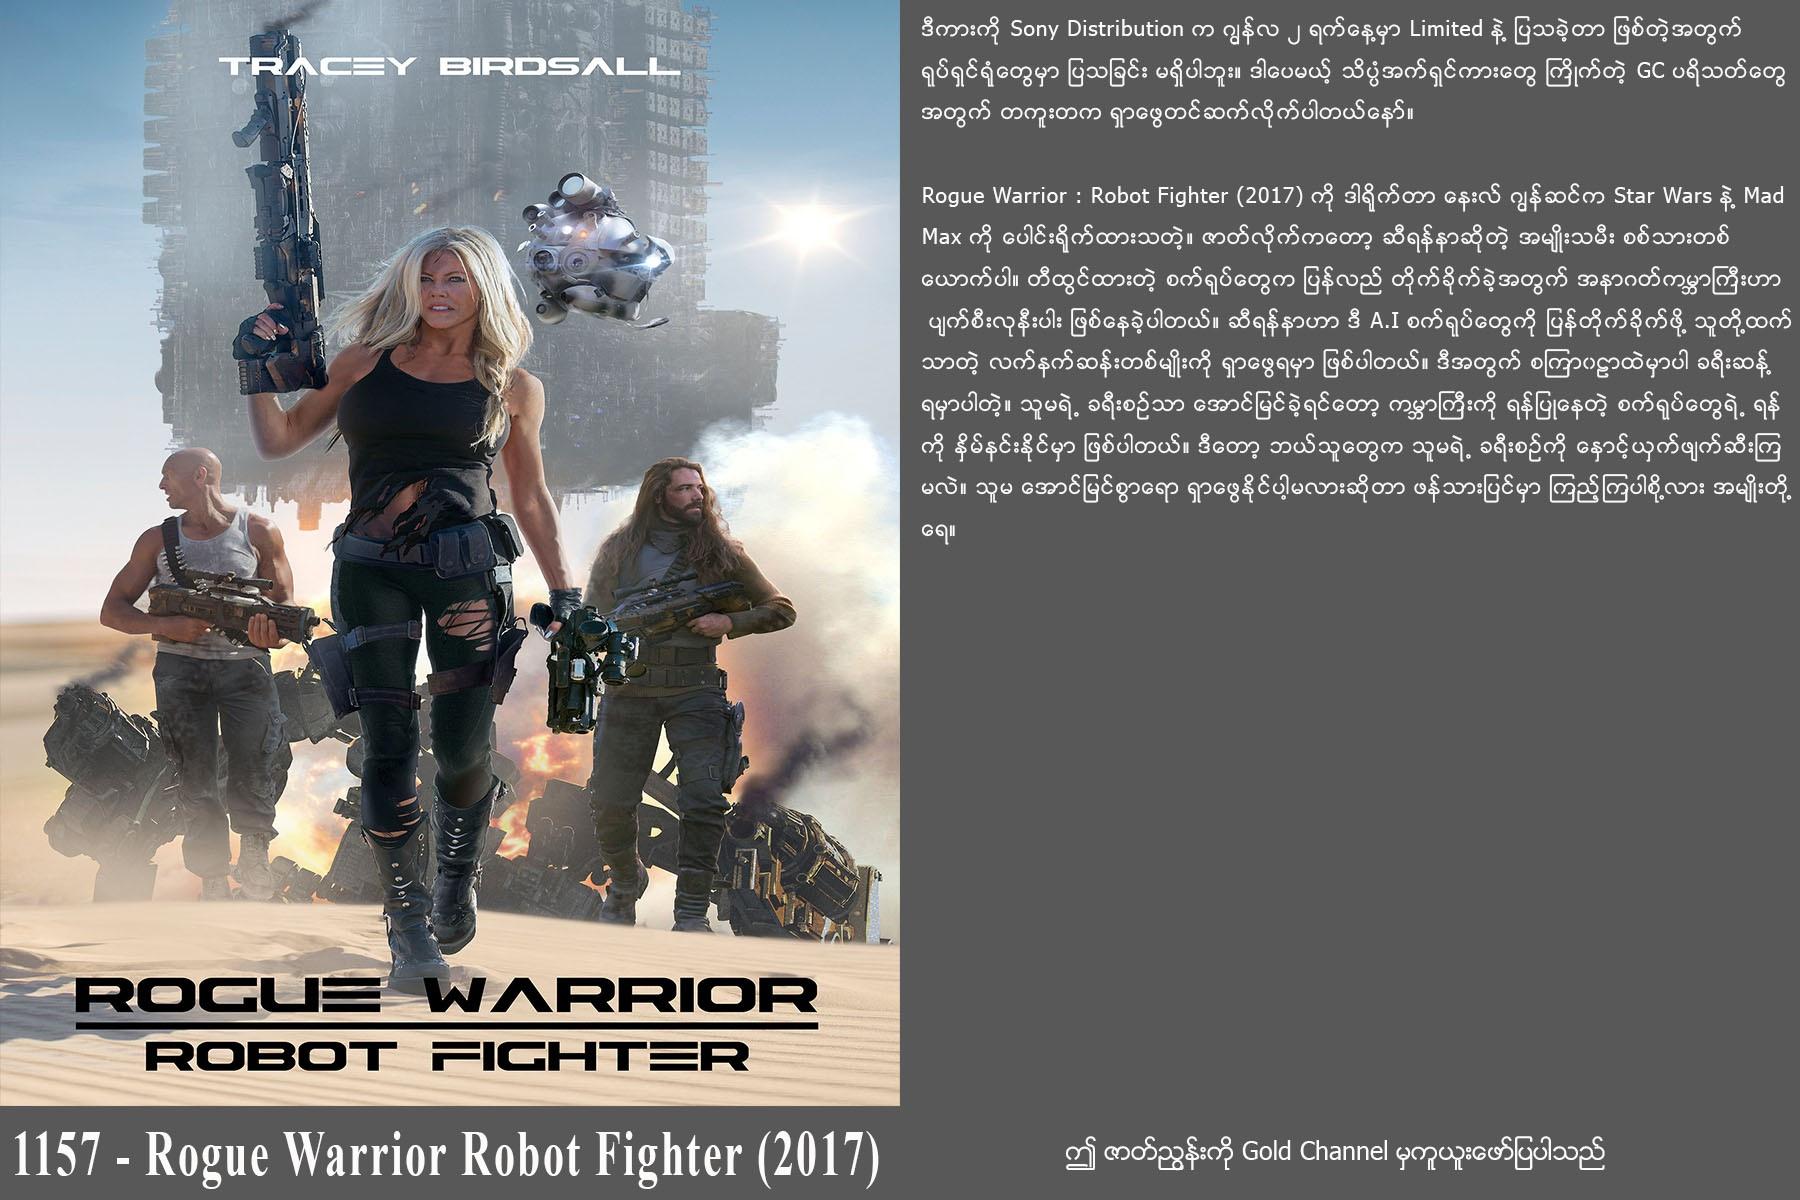 TRACEY BIRDSALL
ROGUE WARRIOR
ROBOT FIGHTER
1157 - Rogue Warrior Robot Fighter (2017)
ဒီကားကို Sony Distribution က ဂျွန်လ ၂ ရက်နေ့မှာ Limited နဲ့ ပြသခဲ့တာ ဖြစ်တဲ့အတွက်
ရုပ်ရှင်ရုံတွေမှာ ပြသခြင်း မရှိပါဘူး။ ဒါပေမယ့် သိပ္ပံအက်ရှင်ကားတွေ ကြိုက်တဲ့ GC ပရိသတ်တွေ
အတွက် တကူးတက ရှာဖွေတင်ဆက်လိုက်ပါတယ်နော်။
Rogue Warrior : Robot Fighter (2017) ကို ဒါရိုက်တာ နေးလ် ဂျွန်ဆင်က Star Wars နဲ့ Mad
Max ကို ပေါင်းရိုက်ထားသတဲ့။ ဇာတ်လိုက်ကတော့ ဆီရန်နာဆိုတဲ့ အမျိုးသမီး စစ်သားတစ်
ယောက်ပါ။ တီထွင်ထားတဲ့ စက်ရုပ်တွေက ပြန်လည် တိုက်ခိုက်ခဲ့အတွက် အနာဂတ်ကမ္ဘာကြီးဟာ
ပျက်စီးလုနီးပါး ဖြစ်နေခဲ့ပါတယ်။ ဆီရန်နာဟာ ဒီ A.I စက်ရုပ်တွေကို ပြန်တိုက်ခိုက်ဖို့ သူတို့ထက်
သာတဲ့ လက်နက်ဆန်းတစ်မျိုးကို ရှာဖွေရမှာ ဖြစ်ပါတယ်။ ဒီအတွက် စကြာဝဠာထဲမှာပါ ခရီးဆန့်
ရမှာပါတဲ့။ သူမရဲ့ ခရီးစဉ်သာ အောင်မြင်ခဲ့ရင်တော့ ကမ္ဘာကြီးကို ရန်ပြုနေတဲ့ စက်ရုပ်တွေရဲ့ ရန်
ကို နှိမ်နင်းနိုင်မှာ ဖြစ်ပါတယ်။ ဒီတော့ ဘယ်သူတွေက သူမရဲ့ ခရီးစဉ်ကို နှောင့်ယှက်ဖျက်ဆီးကြ
မလဲ။ သူမ အောင်မြင်စွာရော ရှာဖွေနိုင်ပါ့မလားဆိုတာ ဖန်သားပြင်မှာ ကြည့်ကြပါစို့လား အမျိုးတို့
ရေ။
ဤ ဇာတ်ညွှန်းကို Gold Channel မှကူယူးဖော်ပြပါသည်